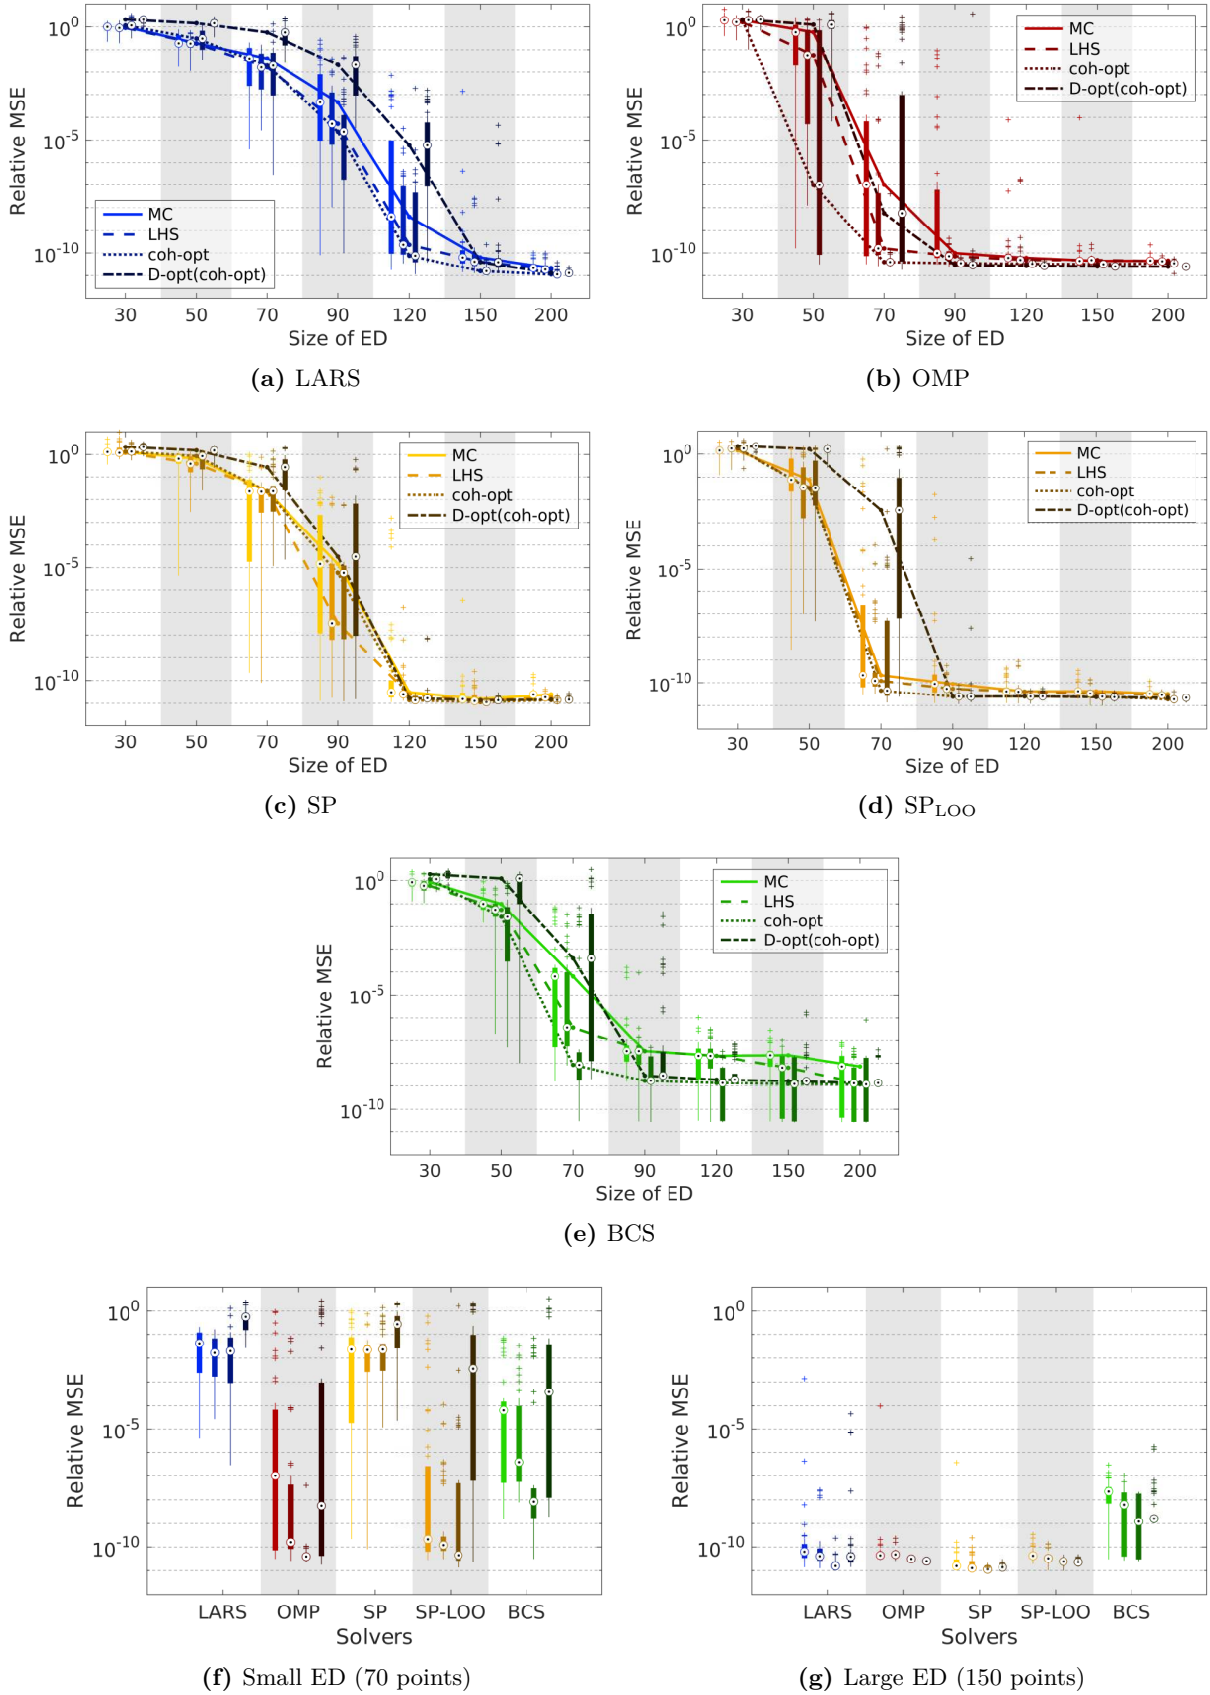 Relative MSE
10^0
10^-5
10^-10
MC
LHS
coh-opt
D-opt(coh-opt)
30 50 70 90 120 150 200
Size of ED
(a) LARS
Relative MSE
10^0
10^-5
10^-10
MC
LHS
coh-opt
D-opt(coh-opt)
30 50 70 90 120 150 200
Size of ED
(b) OMP
Relative MSE
10^0
10^-5
10^-10
MC
LHS
coh-opt
D-opt(coh-opt)
30 50 70 90 120 150 200
Size of ED
(c) SP
Relative MSE
10^0
10^-5
10^-10
MC
LHS
coh-opt
D-opt(coh-opt)
30 50 70 90 120 150 200
Size of ED
(d) SP_LOO
Relative MSE
10^0
10^-5
10^-10
MC
LHS
coh-opt
D-opt(coh-opt)
30 50 70 90 120 150 200
Size of ED
(e) BCS
Relative MSE
10^0
10^-5
10^-10
LARS OMP SP SP-LOO BCS
Solvers
(f) Small ED (70 points)
Relative MSE
10^0
10^-5
10^-10
LARS OMP SP SP-LOO BCS
Solvers
(g) Large ED (150 points)